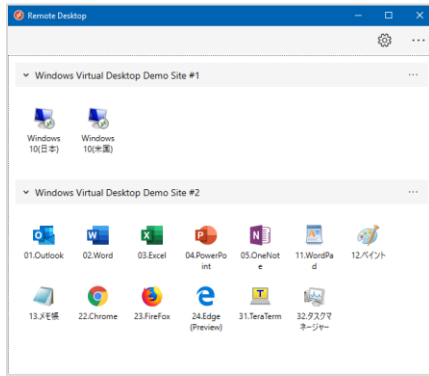 Remote Desktop
Windows Virtual Desktop Demo Site #1
Windows
10(日本)
Windows
10(米国)
Windows Virtual Desktop Demo Site #2
01.Outlook
02.Word
03.Excel
04.PowerPo
int
05.OneNot
e
11.WordPa
d
12.ペイント
13.メモ帳
22.Chrome
23.FireFox
24.Edge
(Preview)
31.TeraTerm
32.タスクマ
ネージャー